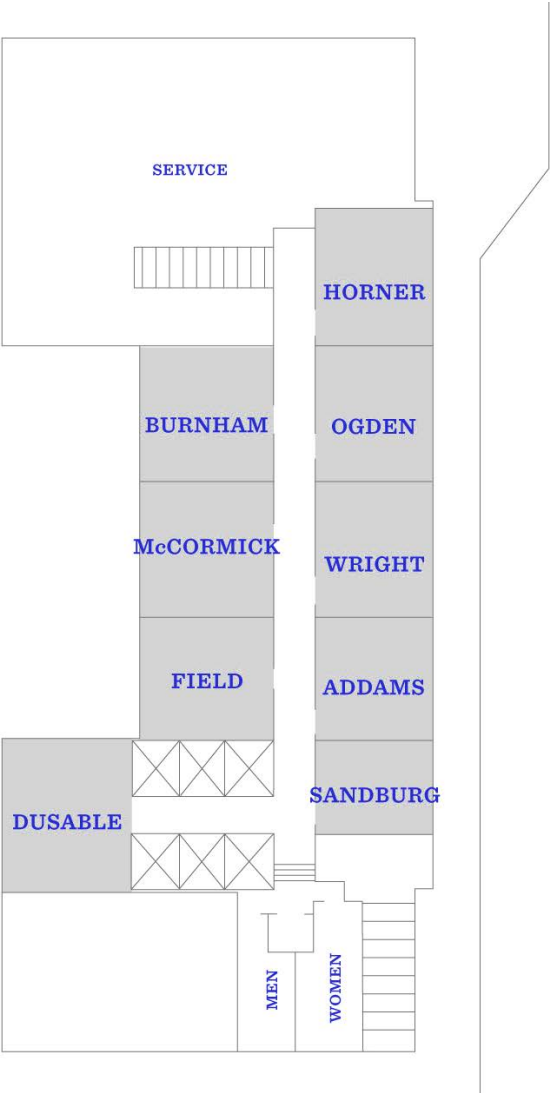 SERVICE
HORNER
BURNHAM
OGDEN
McCORMICK
WRIGHT
FIELD
ADDAMS
SANDBURG
DUSABLE
MEN
WOMEN